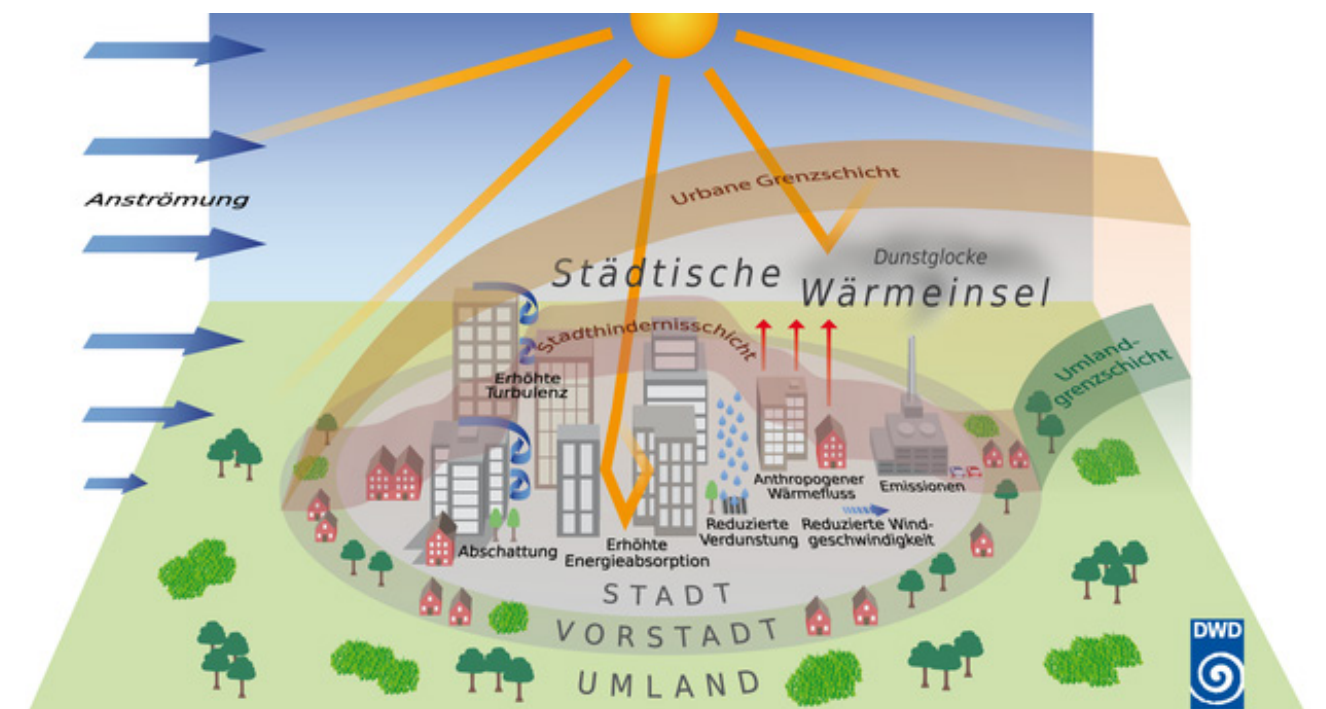 Urbane Grenzschicht
Anströmung
Städtische
Dunstglocke
Wärmeinsel
Stadthindernisschicht
Umland-
grenzschicht
Erhöhte
Turbulenz
Anthropogener
Wärmefluss
Emissionen
Reduzierte
Verdunstung
Reduzierte Wind-
geschwindigkeit
Abschattung
Erhöhte
Energieabsorption
STADT
VORSTADT
UMLAND
DWD